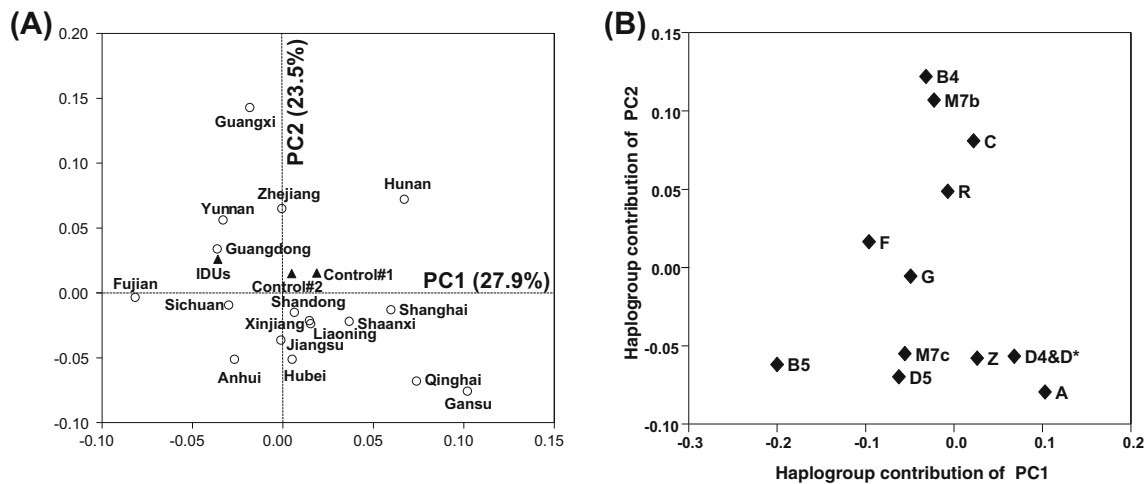 (A)
0.20
0.15
0.10
0.05
0.00
-0.05
-0.10
-0.10
-0.05
0.00
0.05
0.10
0.15
PC2 (23.5%)
PC1 (27.9%)
Guangxi
Hunan
Zhejiang
Yunnan
Guangdong
IDUs
Control#1
Control#2
Fujian
Sichuan
Shandong
Shanghai
Xinjiang
Liaoning
Shaanxi
Jiangsu
Anhui
Hubei
Qinghai
Gansu
(B)
Haplogroup contribution of PC2
0.15
0.10
0.05
0.00
-0.05
-0.10
B4
M7b
C
R
F
G
M7c
B5
D5
Z
D4&D*
A
-0.3
-0.2
-0.1
0.0
0.1
0.2
Haplogroup contribution of PC1